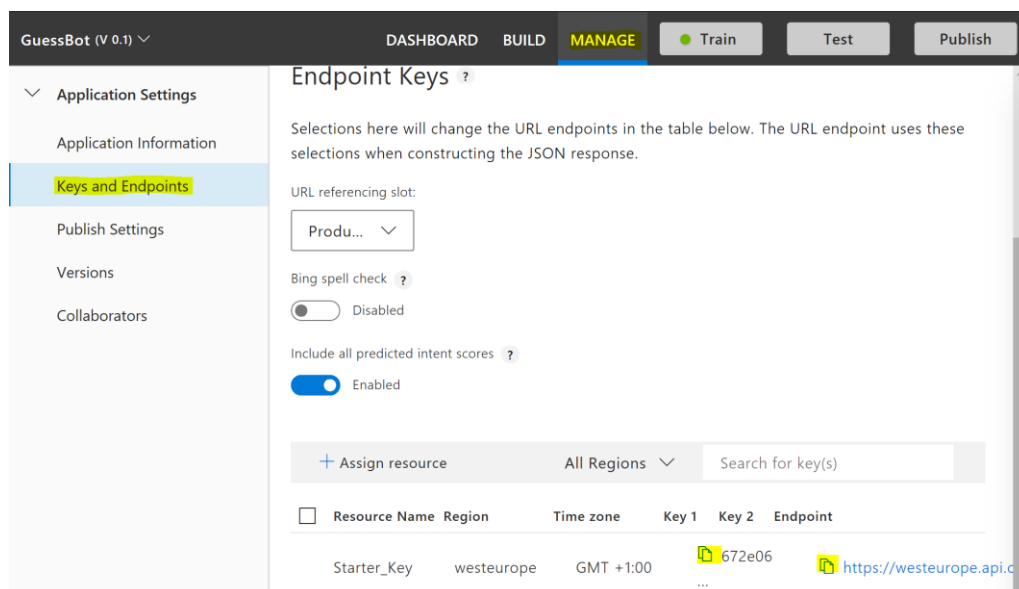 GuessBot (V 0.1)
DASHBOARD BUILD MANAGE Train Test Publish
Application Settings
Application Information
Keys and Endpoints
Publish Settings
Versions
Collaborators
Endpoint Keys ?
Selections here will change the URL endpoints in the table below. The URL endpoint uses these
selections when constructing the JSON response.
URL referencing slot:
Produ...
Bing spell check ?
Disabled
Include all predicted intent scores ?
Enabled
+ Assign resource All Regions Search for key(s)
Resource Name Region Time zone Key 1 Key 2 Endpoint
Starter_Key westeurope GMT +1:00 672e06 https://westeurope.api.c
...